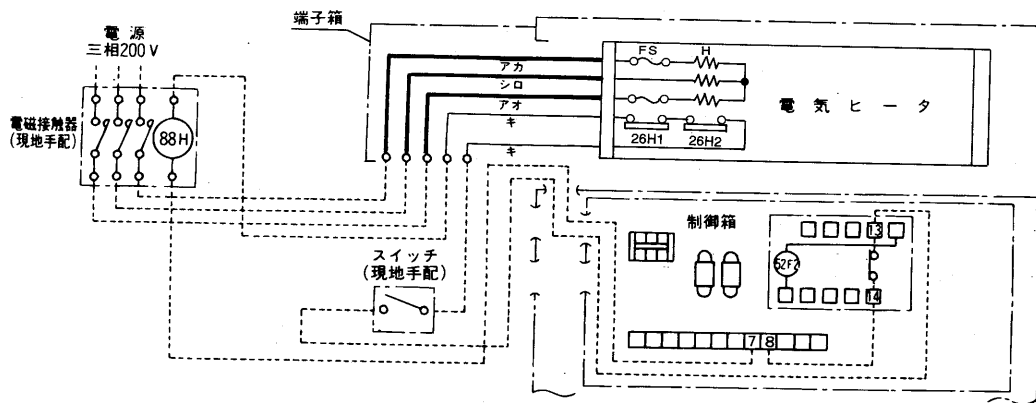 端子箱
電源
三相200V
電磁接触器
(現地手配)
88H
アカ
シロ
アオ
キ
キ
FS
H
電気ヒータ
26H1
26H2
スイッチ
(現地手配)
制御箱
13
52F2
14
7
8